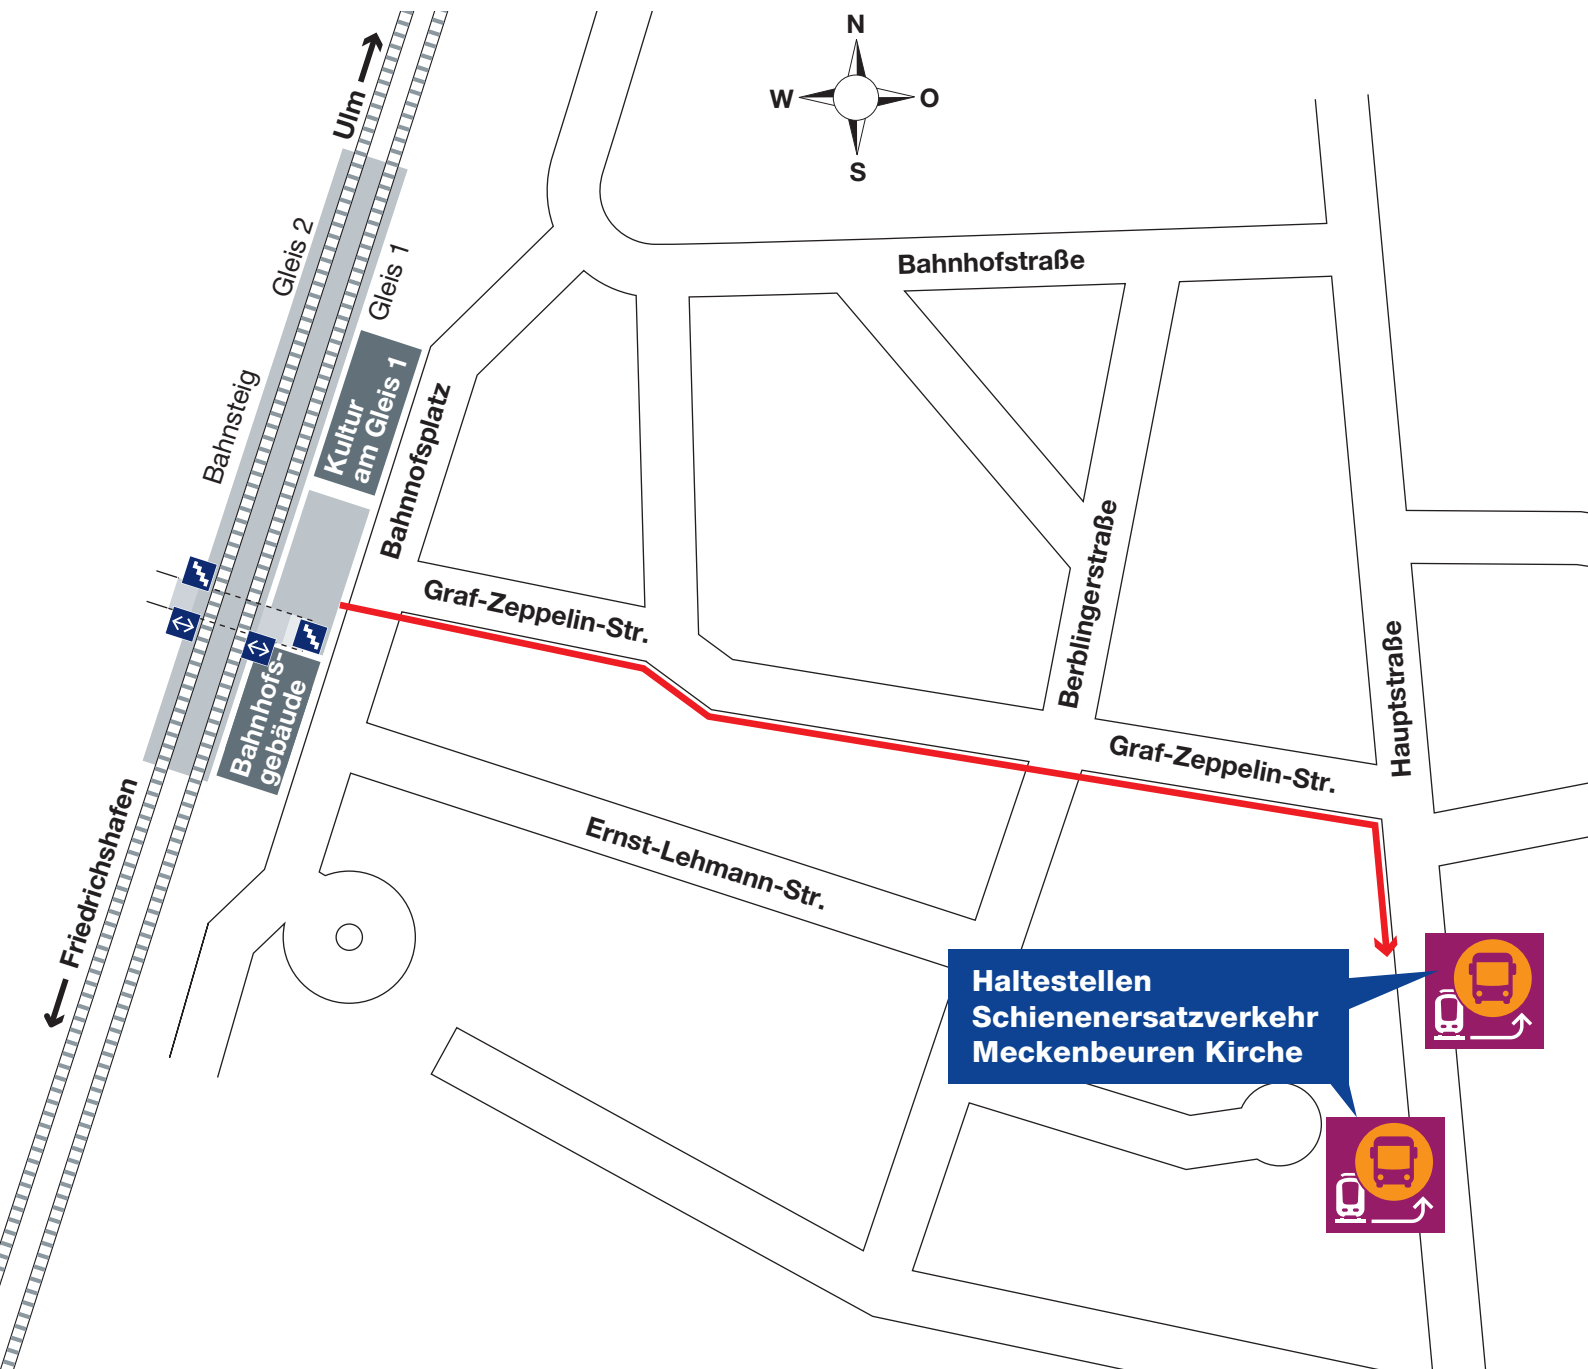 N
W
O
S
Ulm
Gleis 2
Gleis 1
Bahnhofstraße
Kultur
am Gleis 1
Bahnsteig
Bahnhofsplatz
Graf-Zeppelin-Str.
Berblingerstraße
Hauptstraße
Bahnhofs-
gebäude
Graf-Zeppelin-Str.
Friedrichshafen
Ernst-Lehmann-Str.
Haltestellen
Schienenersatzverkehr
Meckenbeuren Kirche